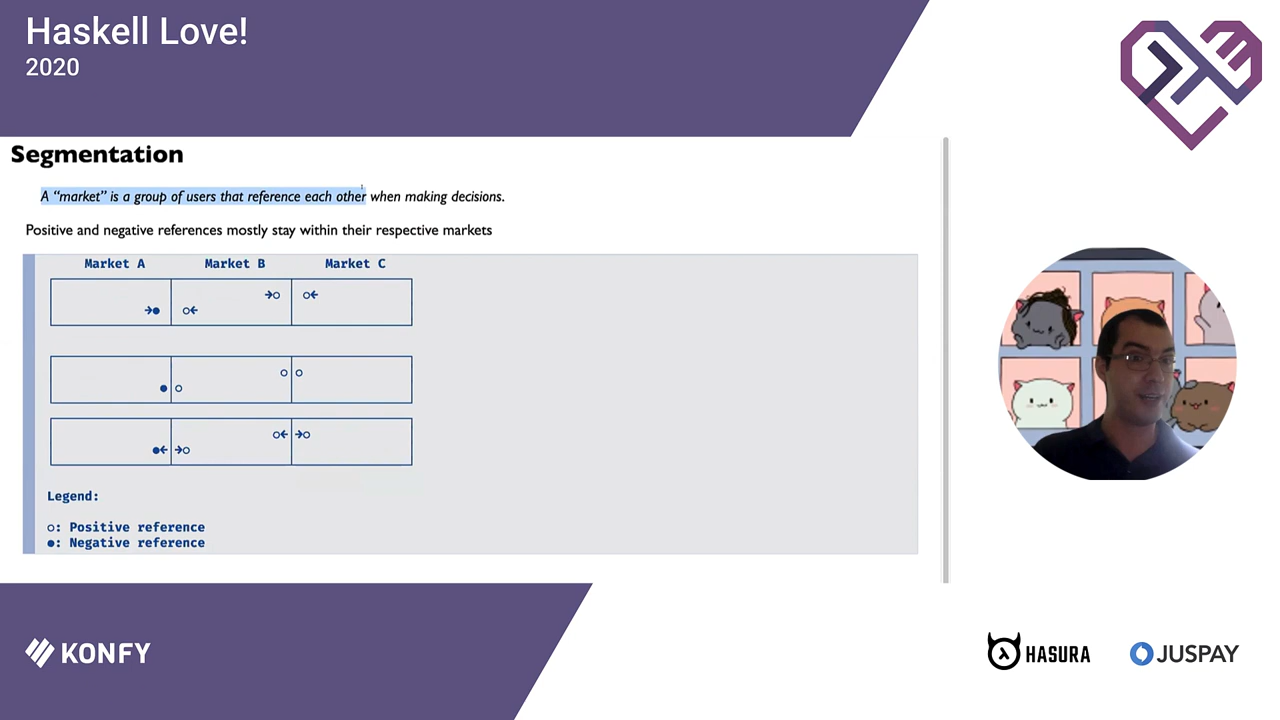 Haskell Love!
2020
Segmentation
A “market” is a group of users that reference each other when making decisions.
Positive and negative references mostly stay within their respective markets
Market A Market B Market C
Legend:
○: Positive reference
●: Negative reference
KONFY
HASURA
JUSPAY